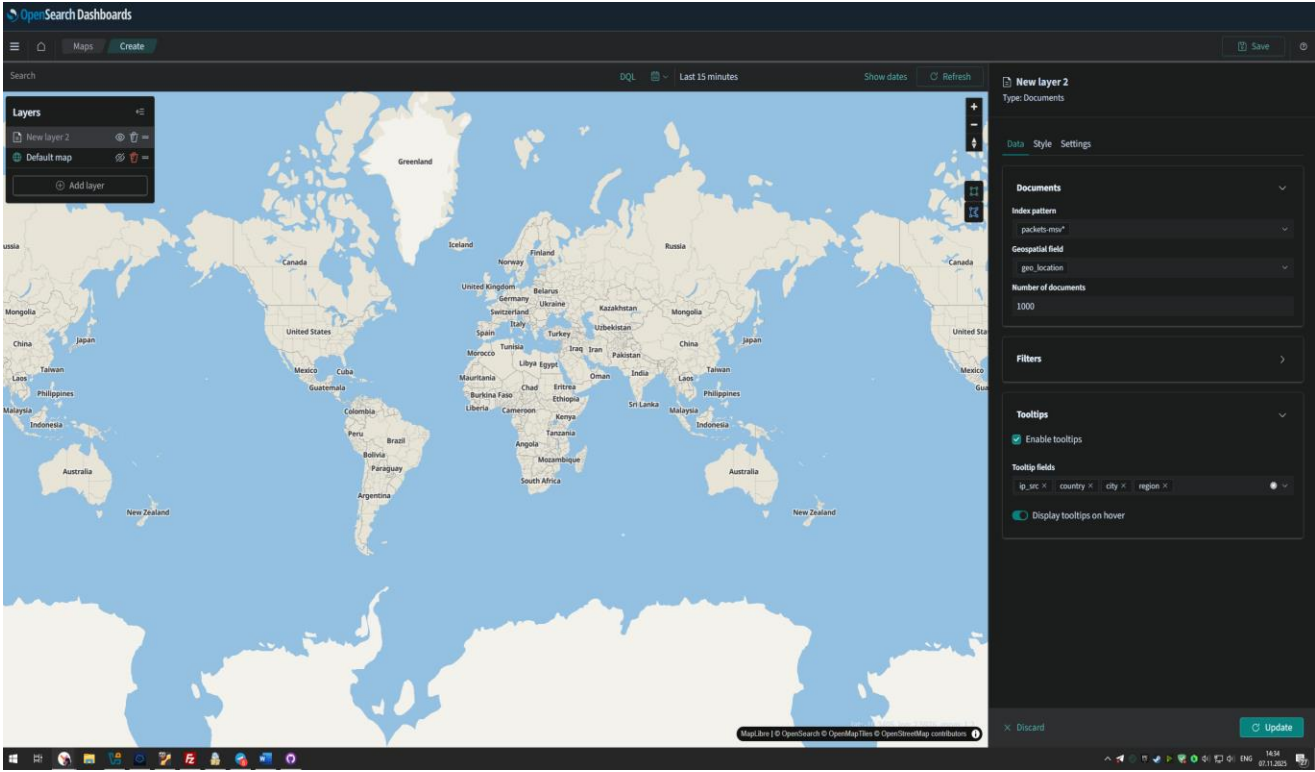 OpenSearch Dashboards
Maps
Create
Save
Search
DQL
Last 15 minutes
Show dates
Refresh
Layers
New layer 2
Default map
Add layer
Greenland
Iceland
ussia
Canada
Norway
Finland
Russia
Canada
United Kingdom
Belarus
Germany
Ukraine
Switzerland
Kazakhstan
Mongolia
Mongolia
Italy
Uzbekistan
United States
Spain
Turkey
United Sta
China
Japan
Tunisia
Iraq
Iran
China
Japan
Morocco
Pakistan
Taiwan
Mexico
Cuba
Libya
Egypt
Oman
India
Taiwan
Mexico
Laos
Mauritania
Laos
Guatemala
Chad
Eritrea
Gua
Philippines
Burkina Faso
Ethiopia
Philippines
Sri Lanka
Malaysia
Colombia
Liberia
Cameroon
Malaysia
Kenya
Indonesia
Indonesia
Peru
Tanzania
Brazil
Angola
Bolivia
Mozambique
Paraguay
Australia
Australia
South Africa
Argentina
New Zealand
New Zealand
MapLibre | © OpenSearch © OpenMapTiles © OpenStreetMap contributors
New layer 2
Type: Documents
Data
Style
Settings
Documents
Index pattern
packets-msv*
Geospatial field
geo_location
Number of documents
1000
Filters
Tooltips
Enable tooltips
Tooltip fields
ip_src × country × city × region ×
Display tooltips on hover
Discard
Update
ENG
14:34
07.11.2025